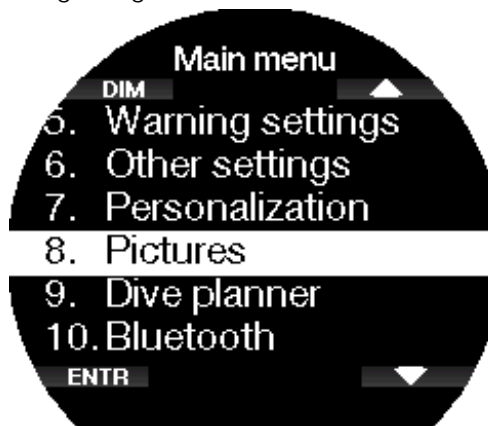 Main menu
DIM
5. Warning settings
6. Other settings
7. Personalization
8. Pictures
9. Dive planner
10. Bluetooth
ENTR